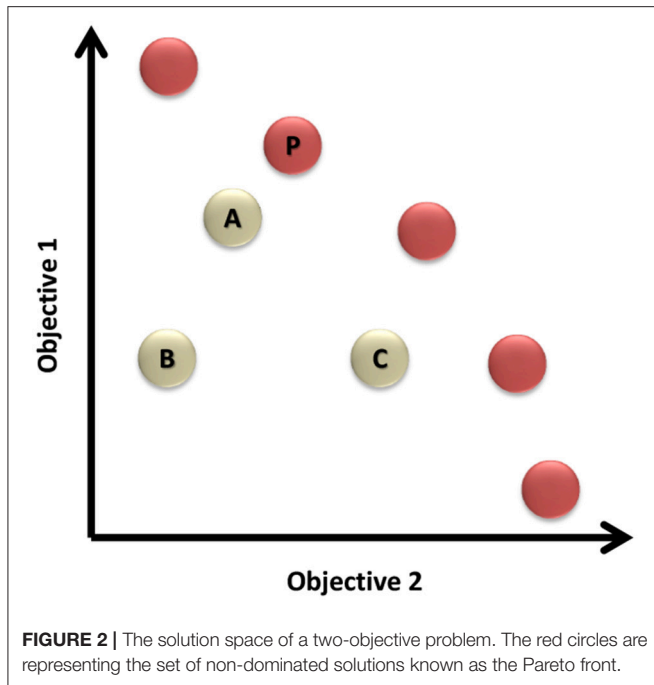 P
A
Objective 1
B
C
Objective 2
FIGURE 2 | The solution space of a two-objective problem. The red circles are
representing the set of non-dominated solutions known as the Pareto front.